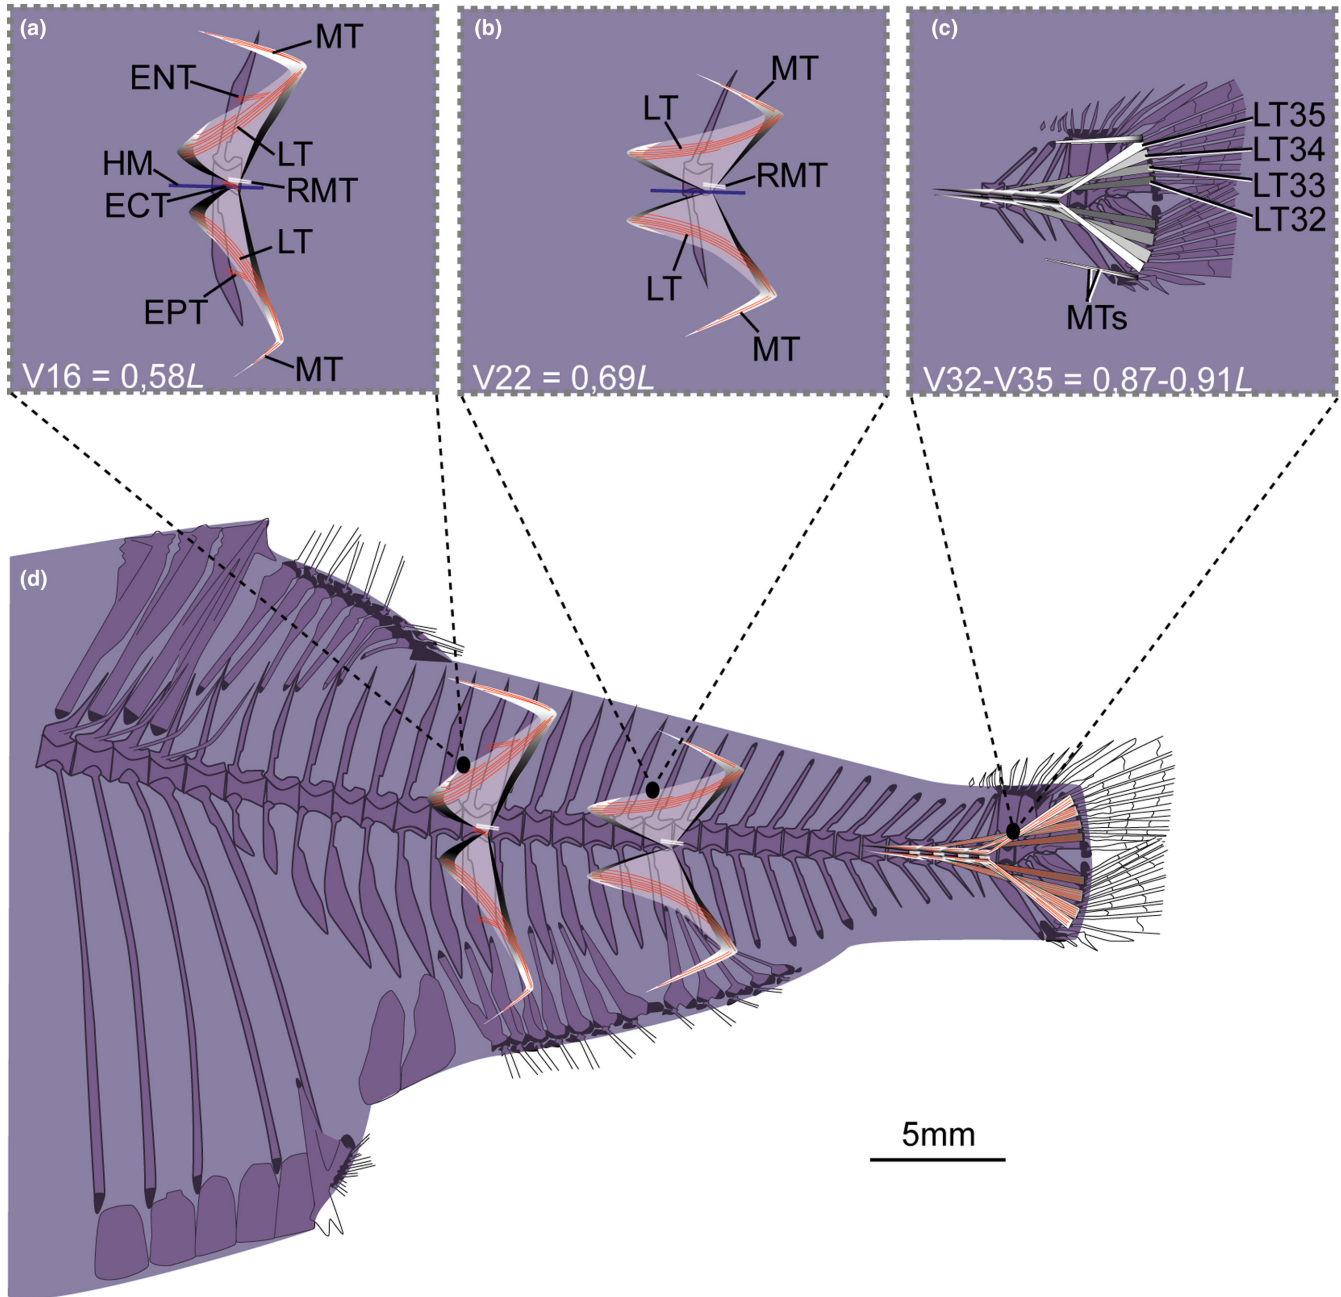 (a)
MT
ENT
LT
HM
RMT
ECT
LT
EPT
MT
V16 = 0,58L
(b)
MT
LT
RMT
LT
MT
V22 = 0,69L
(c)
LT35
LT34
LT33
LT32
MTs
V32-V35 = 0.87-0,91L
(d)
5mm